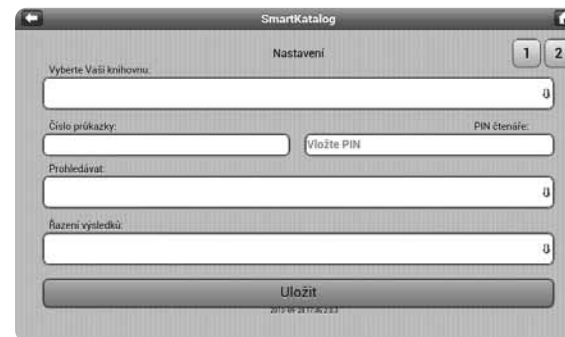 SmartKatalog
Nastavení
1 2
Vyberte Vaši knihovnu:
Číslo průkazky: PIN čtenáře:
Vložte PIN
Prohledávat:
Řazení výsledků:
Uložit